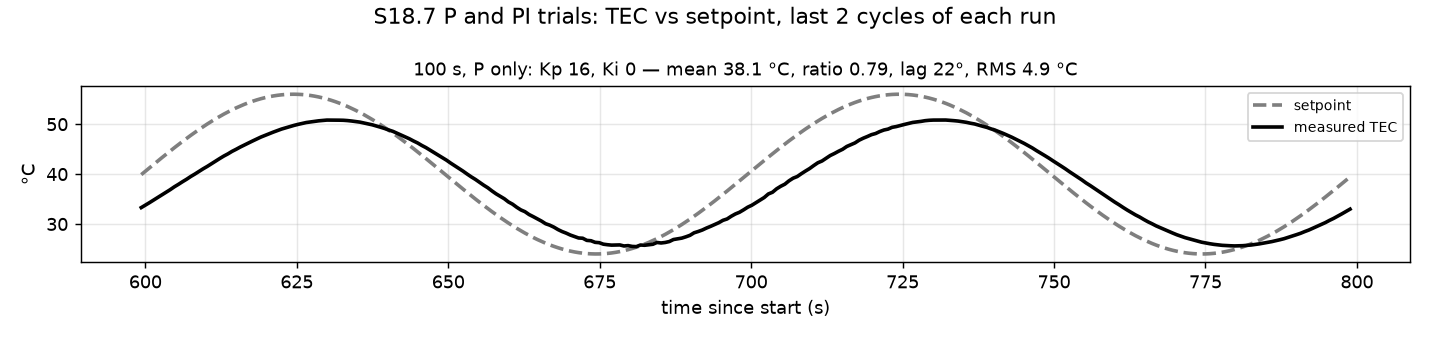 S18.7 P and PI trials: TEC vs setpoint, last 2 cycles of each run
100 s, P only: Kp 16, Ki 0 — mean 38.1 °C, ratio 0.79, lag 22°, RMS 4.9 °C
setpoint
measured TEC
50
40
30
°C
600 625 650 675 700 725 750 775 800
time since start (s)